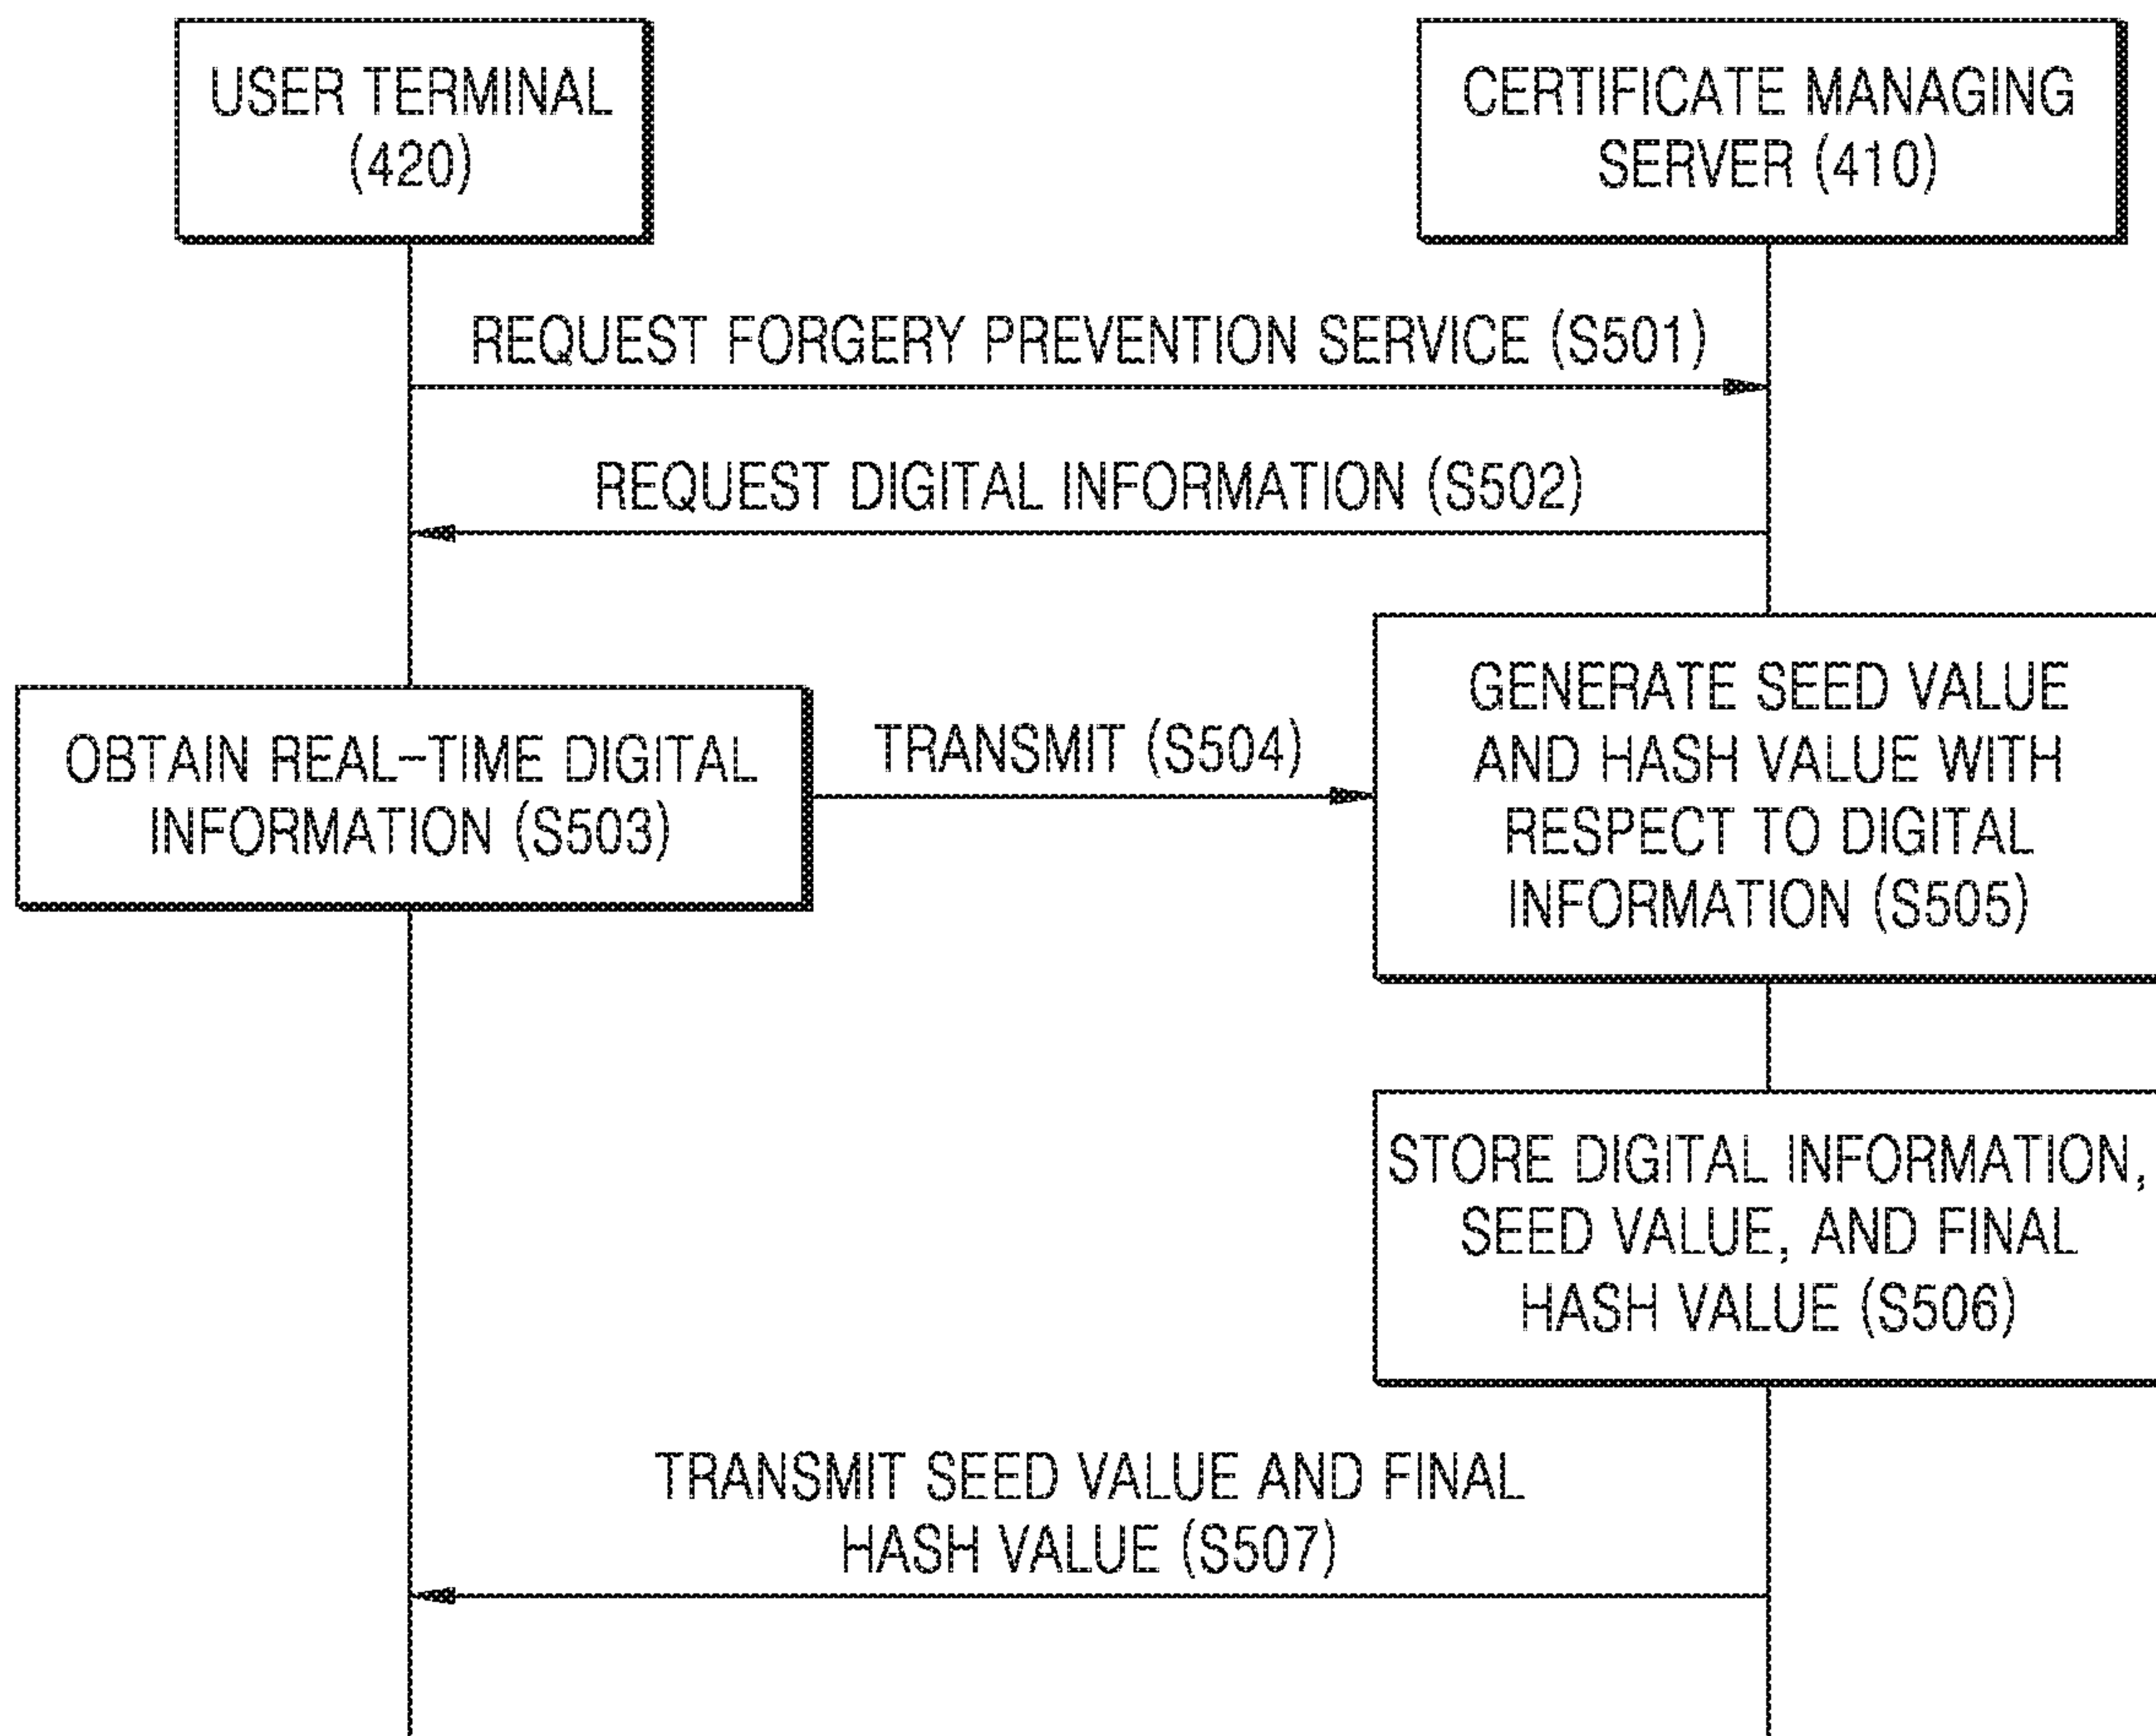 USER TERMINAL
(420)
CERTIFICATE MANAGING
SERVER (410)
REQUEST FORGERY PREVENTION SERVICE (S501)
REQUEST DIGITAL INFORMATION (S502)
OBTAIN REAL-TIME DIGITAL
INFORMATION (S503)
TRANSMIT (S504)
GENERATE SEED VALUE
AND HASH VALUE WITH
RESPECT TO DIGITAL
INFORMATION (S505)
STORE DIGITAL INFORMATION,
SEED VALUE, AND FINAL
HASH VALUE (S506)
TRANSMIT SEED VALUE AND FINAL
HASH VALUE (S507)